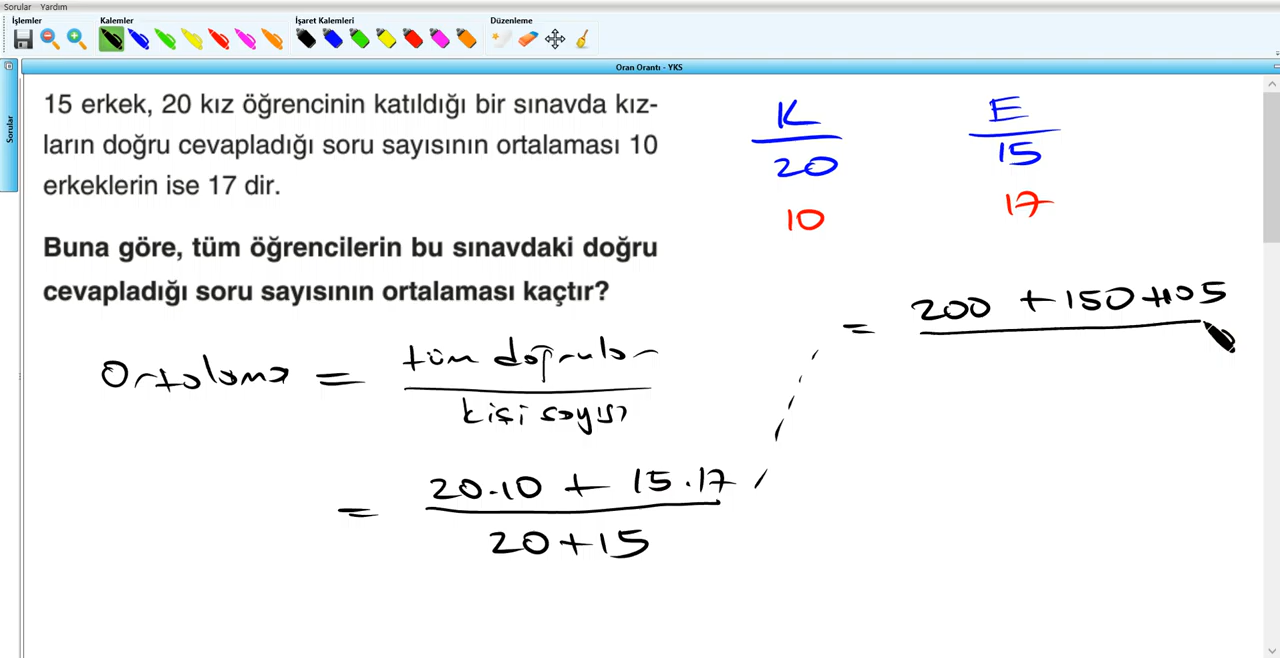 Sorular Yardım
İşlemler Kalemler İşaret Kalemleri Düzenleme
Oran Orantı - YKS
Sorular
15 erkek, 20 kız öğrencinin katıldığı bir sınavda kız-
ların doğru cevapladığı soru sayısının ortalaması 10
erkeklerin ise 17 dir.
Buna göre, tüm öğrencilerin bu sınavdaki doğru
cevapladığı soru sayısının ortalaması kaçtır?
K E
20 15
10 17
Ortalama = tüm doğrular
kişi sayısı
= 20.10 + 15.17
20+15
= 200 + 150+105